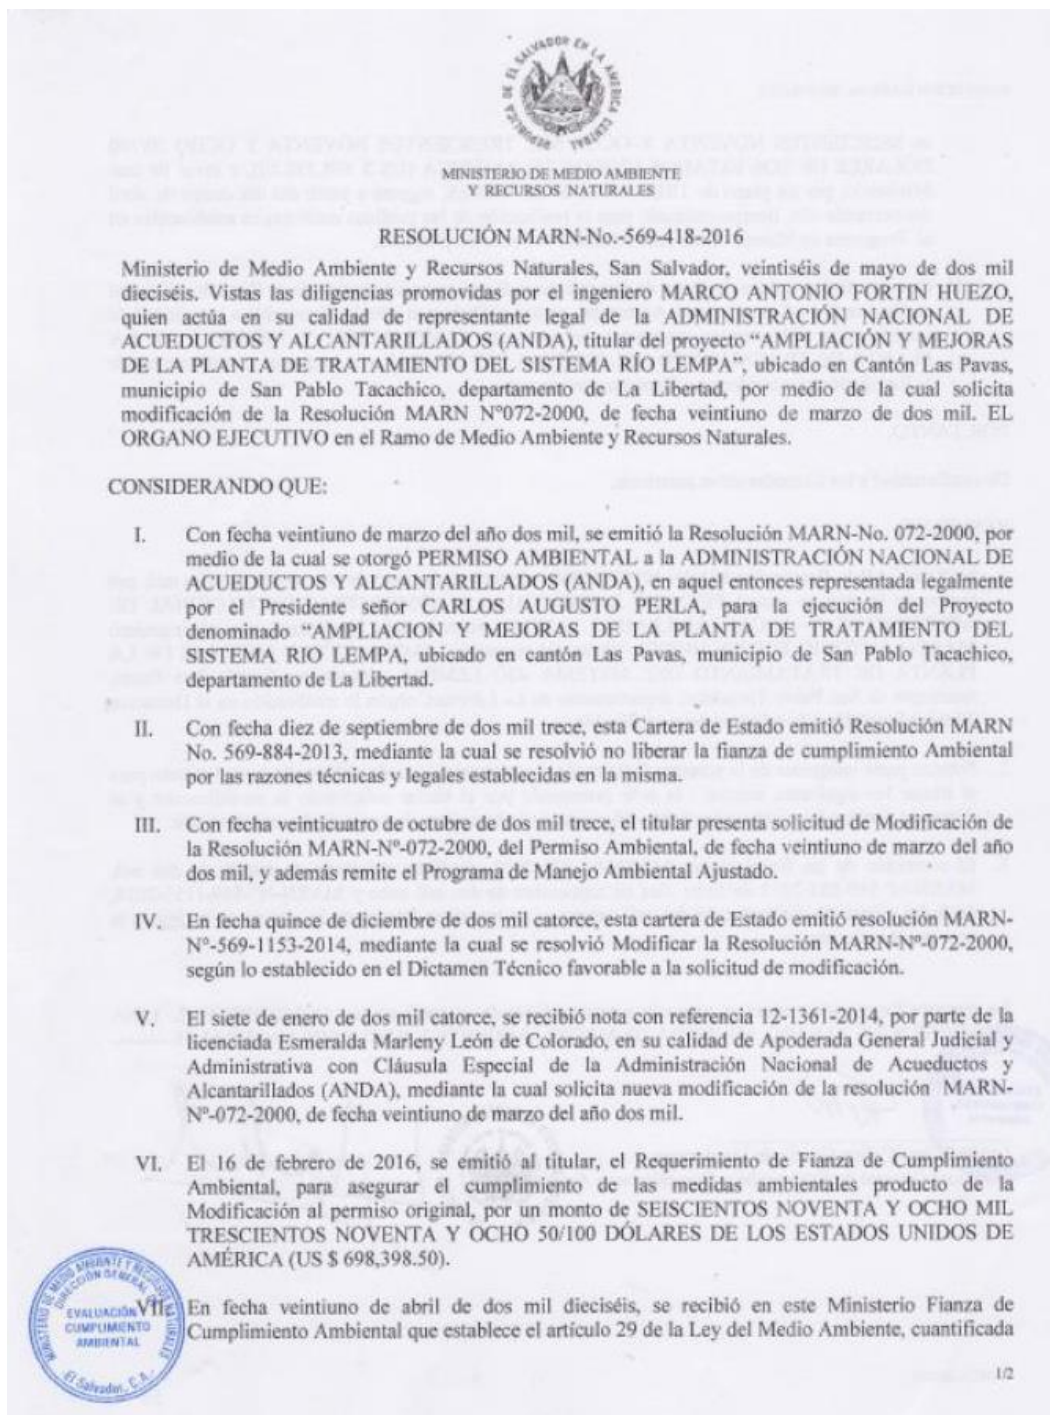 REPÚBLICA DE EL SALVADOR EN LA AMERICA CENTRAL
MINISTERIO DE MEDIO AMBIENTE
Y RECURSOS NATURALES
RESOLUCIÓN MARN-No.-569-418-2016
Ministerio de Medio Ambiente y Recursos Naturales, San Salvador, veintiséis de mayo de dos mil
dieciséis. Vistas las diligencias promovidas por el ingeniero MARCO ANTONIO FORTIN HUEZO,
quien actúa en su calidad de representante legal de la ADMINISTRACIÓN NACIONAL DE
ACUEDUCTOS Y ALCANTARILLADOS (ANDA), titular del proyecto “AMPLIACIÓN Y MEJORAS
DE LA PLANTA DE TRATAMIENTO DEL SISTEMA RÍO LEMPA”, ubicado en Cantón Las Pavas,
municipio de San Pablo Tacachico, departamento de La Libertad, por medio de la cual solicita
modificación de la Resolución MARN Nº072-2000, de fecha veintiuno de marzo de dos mil. EL
ORGANO EJECUTIVO en el Ramo de Medio Ambiente y Recursos Naturales.
CONSIDERANDO QUE:
I. Con fecha veintiuno de marzo del año dos mil, se emitió la Resolución MARN-No. 072-2000, por
medio de la cual se otorgó PERMISO AMBIENTAL a la ADMINISTRACIÓN NACIONAL DE
ACUEDUCTOS Y ALCANTARILLADOS (ANDA), en aquel entonces representada legalmente
por el Presidente señor CARLOS AUGUSTO PERLA, para la ejecución del Proyecto
denominado “AMPLIACION Y MEJORAS DE LA PLANTA DE TRATAMIENTO DEL
SISTEMA RIO LEMPA, ubicado en cantón Las Pavas, municipio de San Pablo Tacachico,
departamento de La Libertad.
II. Con fecha diez de septiembre de dos mil trece, esta Cartera de Estado emitió Resolución MARN
No. 569-884-2013, mediante la cual se resolvió no liberar la fianza de cumplimiento Ambiental
por las razones técnicas y legales establecidas en la misma.
III. Con fecha veinticuatro de octubre de dos mil trece, el titular presenta solicitud de Modificación de
la Resolución MARN-Nº-072-2000, del Permiso Ambiental, de fecha veintiuno de marzo del año
dos mil, y además remite el Programa de Manejo Ambiental Ajustado.
IV. En fecha quince de diciembre de dos mil catorce, esta cartera de Estado emitió resolución MARN-
Nº-569-1153-2014, mediante la cual se resolvió Modificar la Resolución MARN-Nº-072-2000,
según lo establecido en el Dictamen Técnico favorable a la solicitud de modificación.
V. El siete de enero de dos mil catorce, se recibió nota con referencia 12-1361-2014, por parte de la
licenciada Esmeralda Marleny León de Colorado, en su calidad de Apoderada General Judicial y
Administrativa con Cláusula Especial de la Administración Nacional de Acueductos y
Alcantarillados (ANDA), mediante la cual solicita nueva modificación de la resolución MARN-
Nº-072-2000, de fecha veintiuno de marzo del año dos mil.
VI. El 16 de febrero de 2016, se emitió al titular, el Requerimiento de Fianza de Cumplimiento
Ambiental, para asegurar el cumplimiento de las medidas ambientales producto de la
Modificación al permiso original, por un monto de SEISCIENTOS NOVENTA Y OCHO MIL
TRESCIENTOS NOVENTA Y OCHO 50/100 DÓLARES DE LOS ESTADOS UNIDOS DE
AMÉRICA (US $ 698,398.50).
VII. En fecha veintiuno de abril de dos mil dieciséis, se recibió en este Ministerio Fianza de
Cumplimiento Ambiental que establece el artículo 29 de la Ley del Medio Ambiente, cuantificada
MINISTERIO DE MEDIO AMBIENTE Y RECURSOS NATURALES
DIRECCIÓN GENERAL
EVALUACIÓN
CUMPLIMIENTO
AMBIENTAL
El Salvador, C.A.
1/2